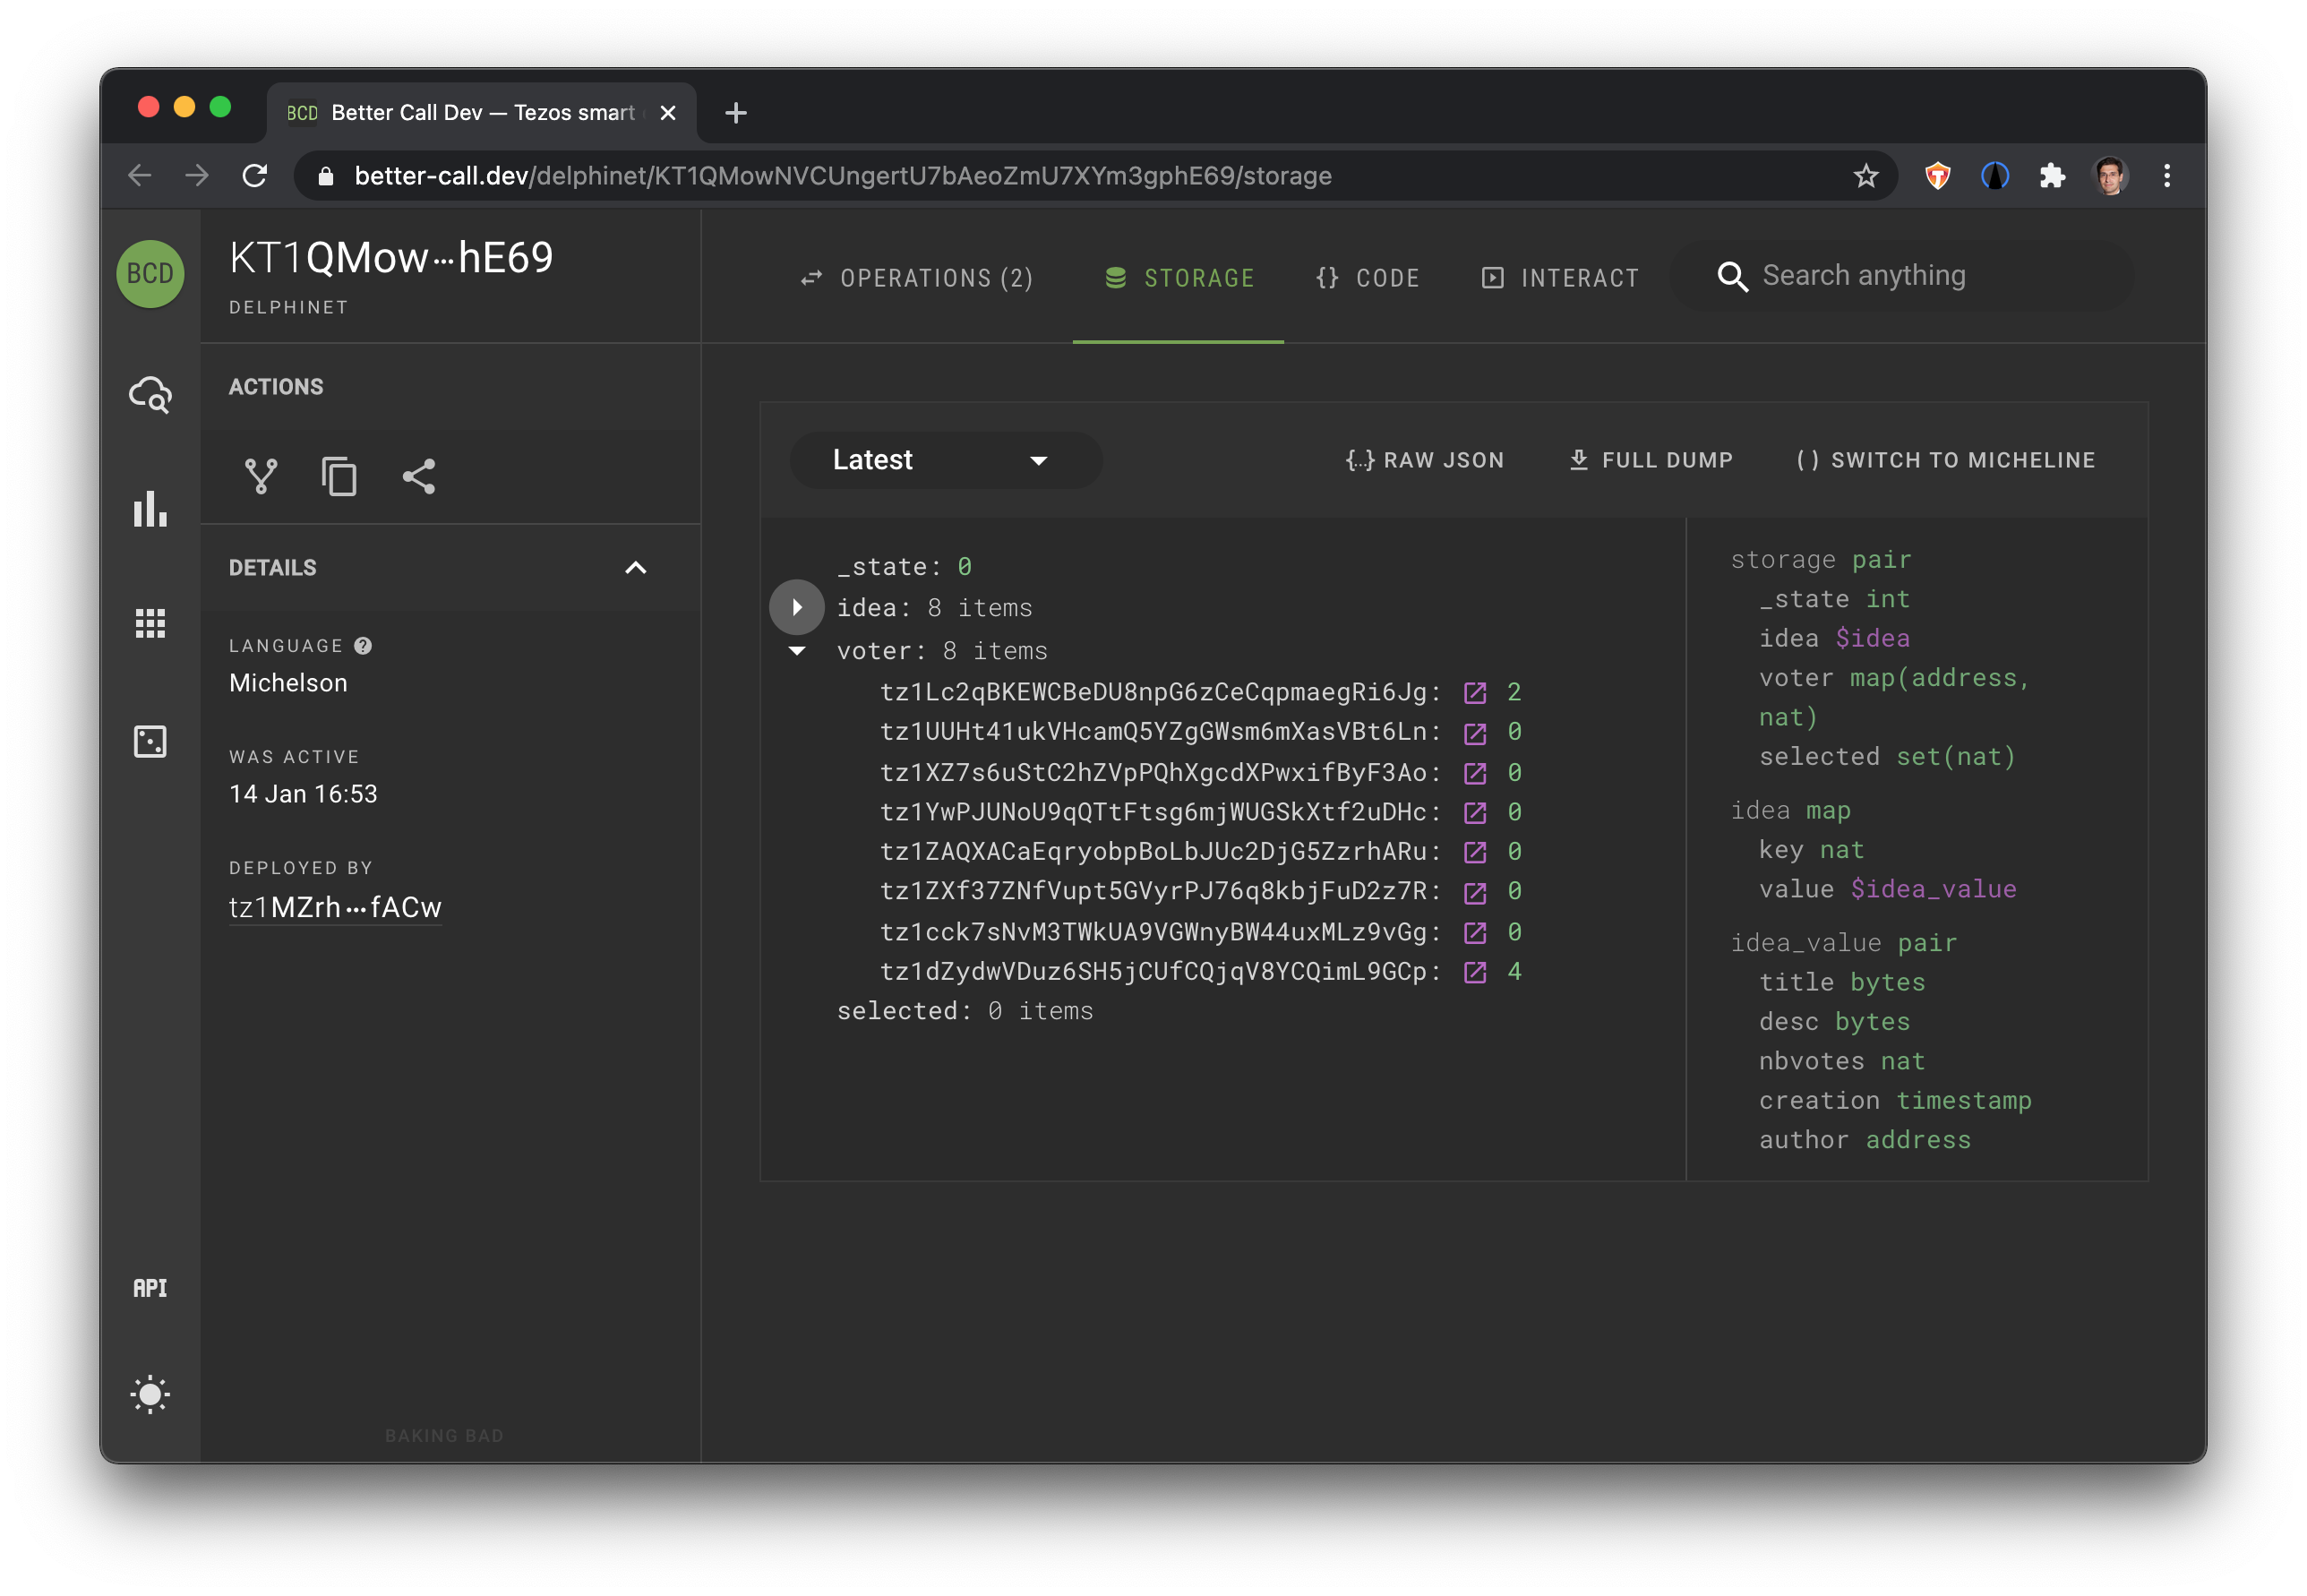 BCD Better Call Dev — Tezos smart
better-call.dev/delphinet/KT1QMowNVCUngertU7bAeoZmU7XYm3gphE69/storage
BCD
KT1QMow···hE69
DELPHINET
OPERATIONS (2)
STORAGE
{} CODE
INTERACT
Search anything
ACTIONS
DETAILS
LANGUAGE ?
Michelson
WAS ACTIVE
14 Jan 16:53
DEPLOYED BY
tz1MZrh···fACw
API
BAKING BAD
Latest
{...} RAW JSON
FULL DUMP
() SWITCH TO MICHELINE
_state: 0
idea: 8 items
voter: 8 items
tz1Lc2qBKEWCBeDU8npG6zCeCqpmaegRi6Jg: 2
tz1UUHt41ukVHcamQ5YZgGWsm6mXasVBt6Ln: 0
tz1XZ7s6uStC2hZVpPQhXgcdXPwxifByF3Ao: 0
tz1YwPJUNoU9qQTtFtsg6mjWUGSkXtf2uDHc: 0
tz1ZAQXACaEqryobpBoLbJUc2DjG5ZzrhARu: 0
tz1ZXf37ZNfVupt5GVyrPJ76q8kbjFuD2z7R: 0
tz1cck7sNvM3TWkUA9VGWnyBW44uxMLz9vGg: 0
tz1dZydwVDuz6SH5jCUfCQjqV8YCQimL9GCp: 4
selected: 0 items
storage pair
_state int
idea $idea
voter map(address,
nat)
selected set(nat)
idea map
key nat
value $idea_value
idea_value pair
title bytes
desc bytes
nbvotes nat
creation timestamp
author address